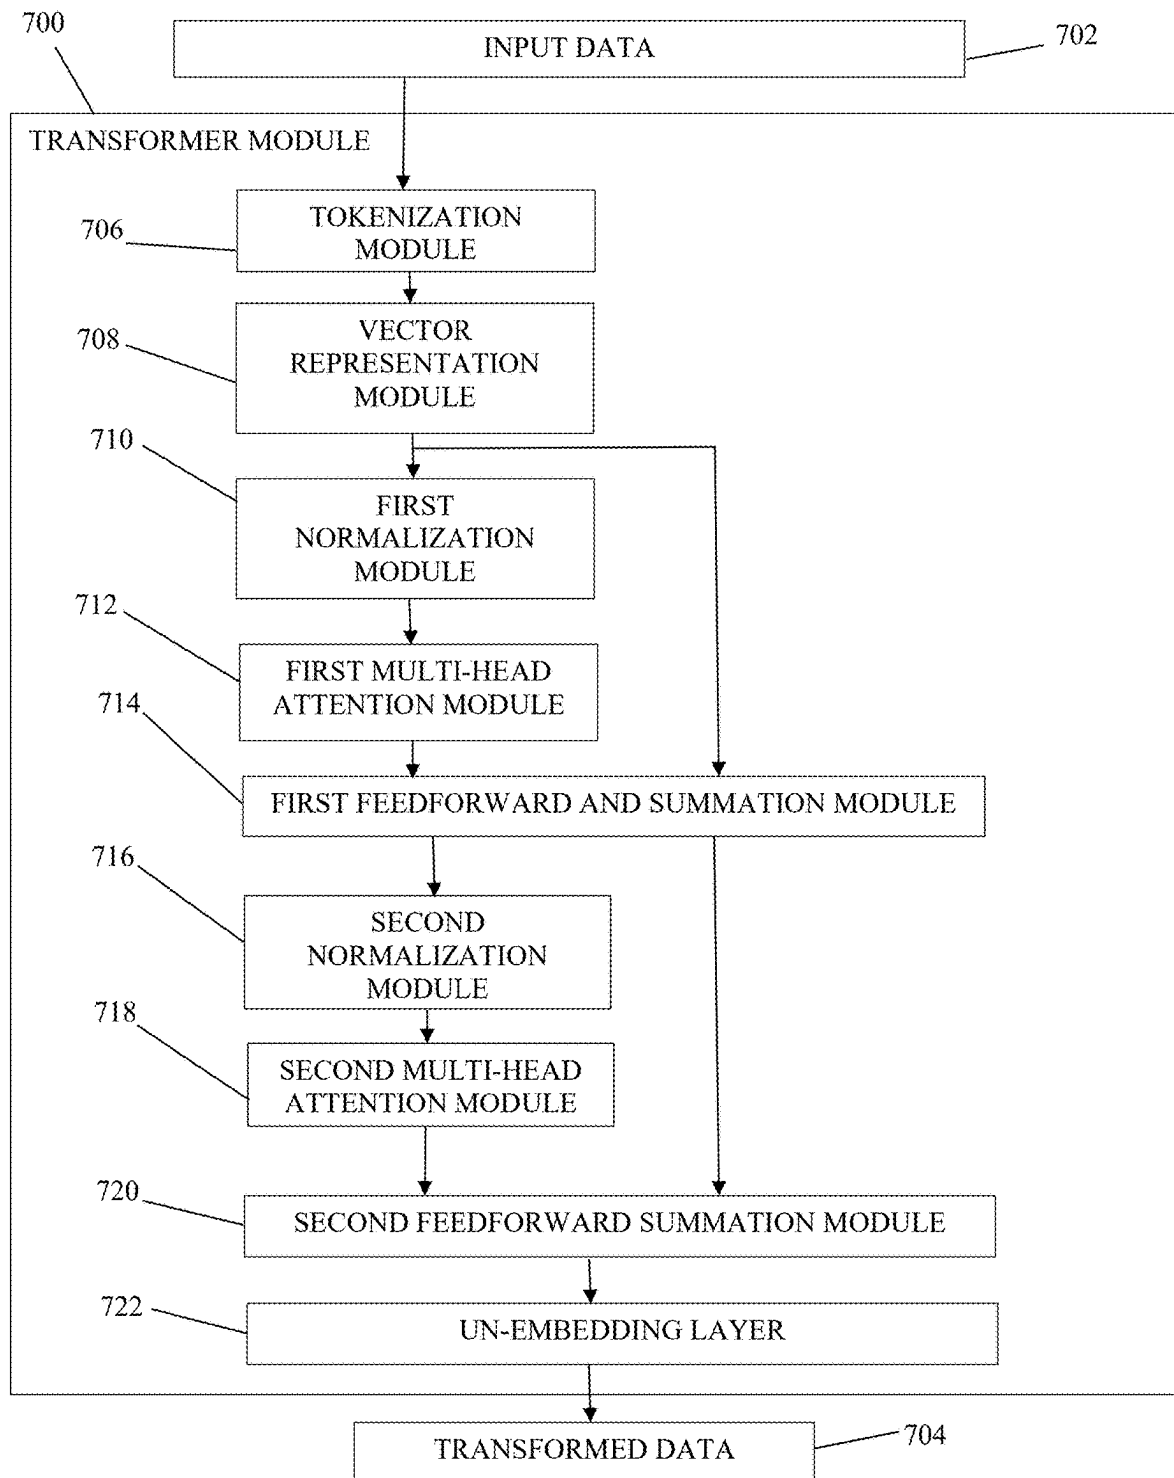 700
INPUT DATA
702
TRANSFORMER MODULE
706
TOKENIZATION
MODULE
708
VECTOR
REPRESENTATION
MODULE
710
FIRST
NORMALIZATION
MODULE
712
FIRST MULTI-HEAD
ATTENTION MODULE
714
FIRST FEEDFORWARD AND SUMMATION MODULE
716
SECOND
NORMALIZATION
MODULE
718
SECOND MULTI-HEAD
ATTENTION MODULE
720
SECOND FEEDFORWARD SUMMATION MODULE
722
UN-EMBEDDING LAYER
TRANSFORMED DATA
704